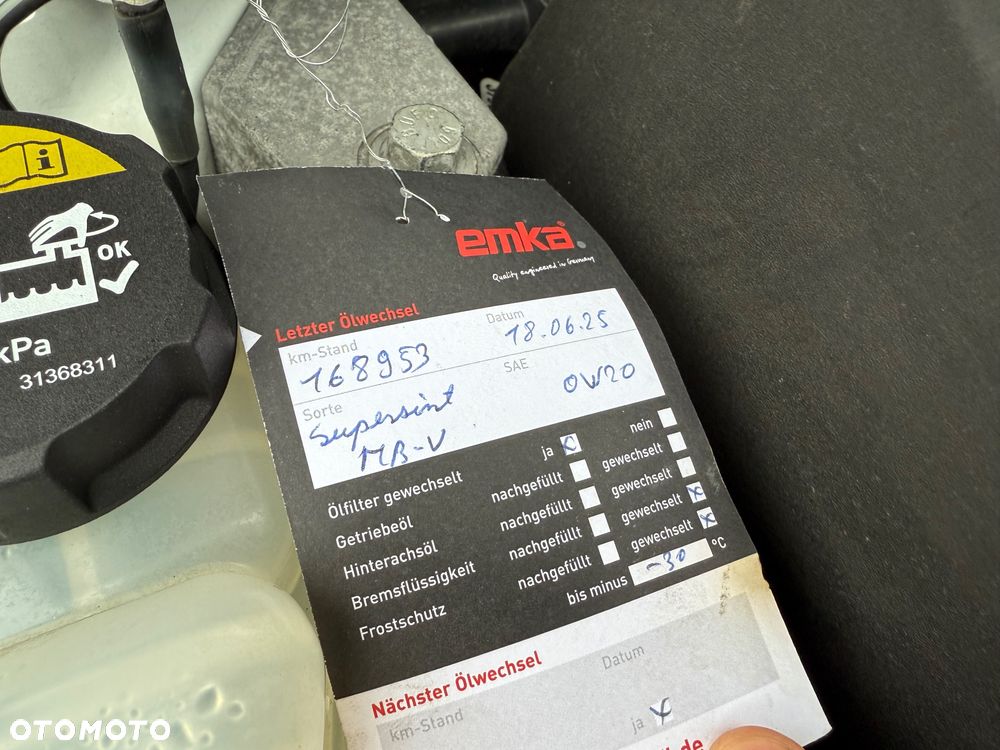 emka
Quality engineered in Germany
Letzter Ölwechsel
km-Stand Datum
168953 18.06.25
Sorte SAE
Supersint 0W20
MB-V
Ölfilter gewechselt ja x nein
Getriebeöl nachgefüllt gewechselt
Hinterachsöl nachgefüllt gewechselt
Bremsflüssigkeit nachgefüllt gewechselt x
Frostschutz nachgefüllt gewechselt x
bis minus -30 °C
Nächster Ölwechsel
km-Stand Datum
ja x
.de
i
OK
kPa
31368311
OTOMOTO